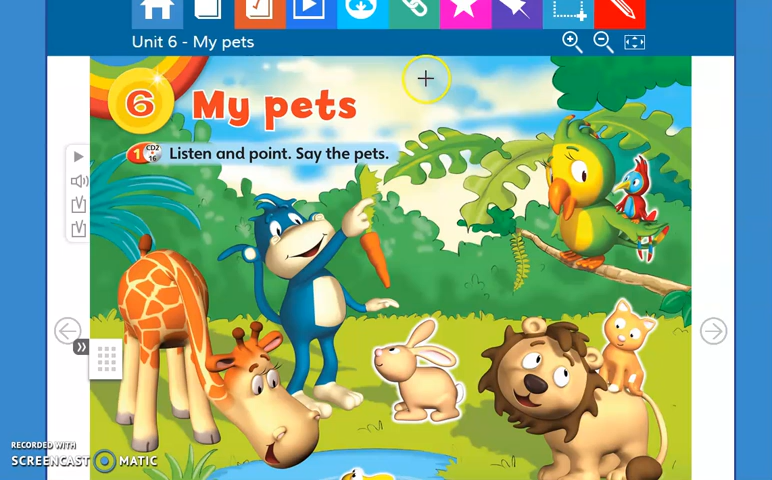 Unit 6 - My pets
6 My pets
1 CD2 16 Listen and point. Say the pets.
RECORDED WITH
SCREENCAST MATIC